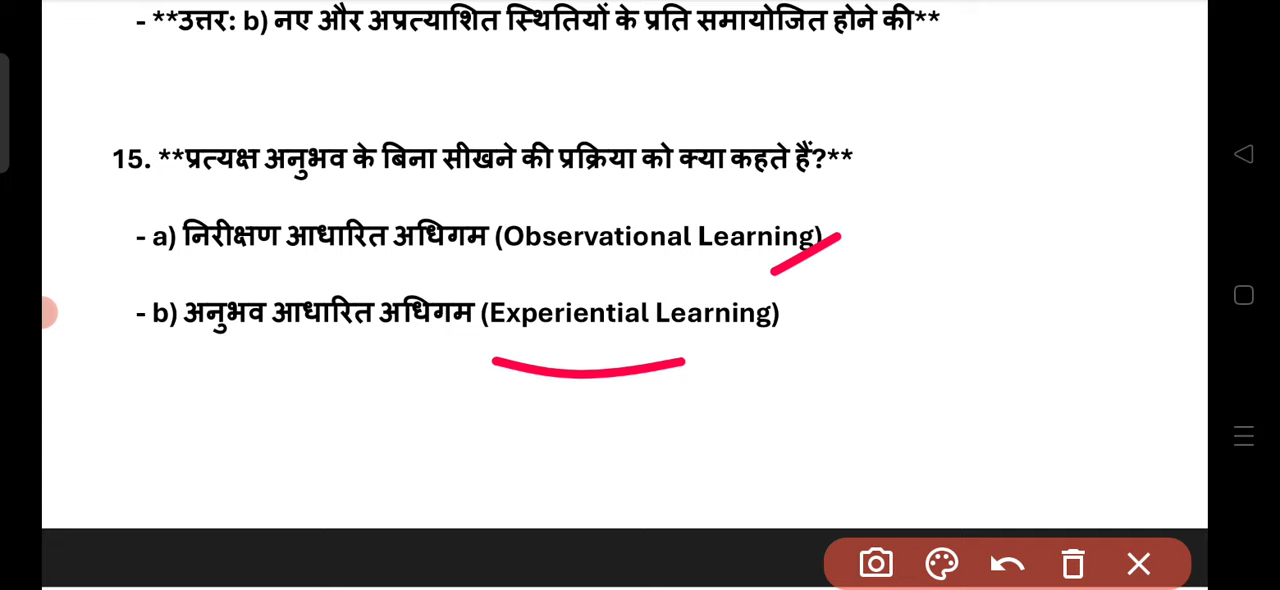 - **उत्तर: b) नए और अप्रत्याशित स्थितियों के प्रति समायोजित होने की**
15. **प्रत्यक्ष अनुभव के बिना सीखने की प्रक्रिया को क्या कहते हैं?**
- a) निरीक्षण आधारित अधिगम (Observational Learning)
- b) अनुभव आधारित अधिगम (Experiential Learning)